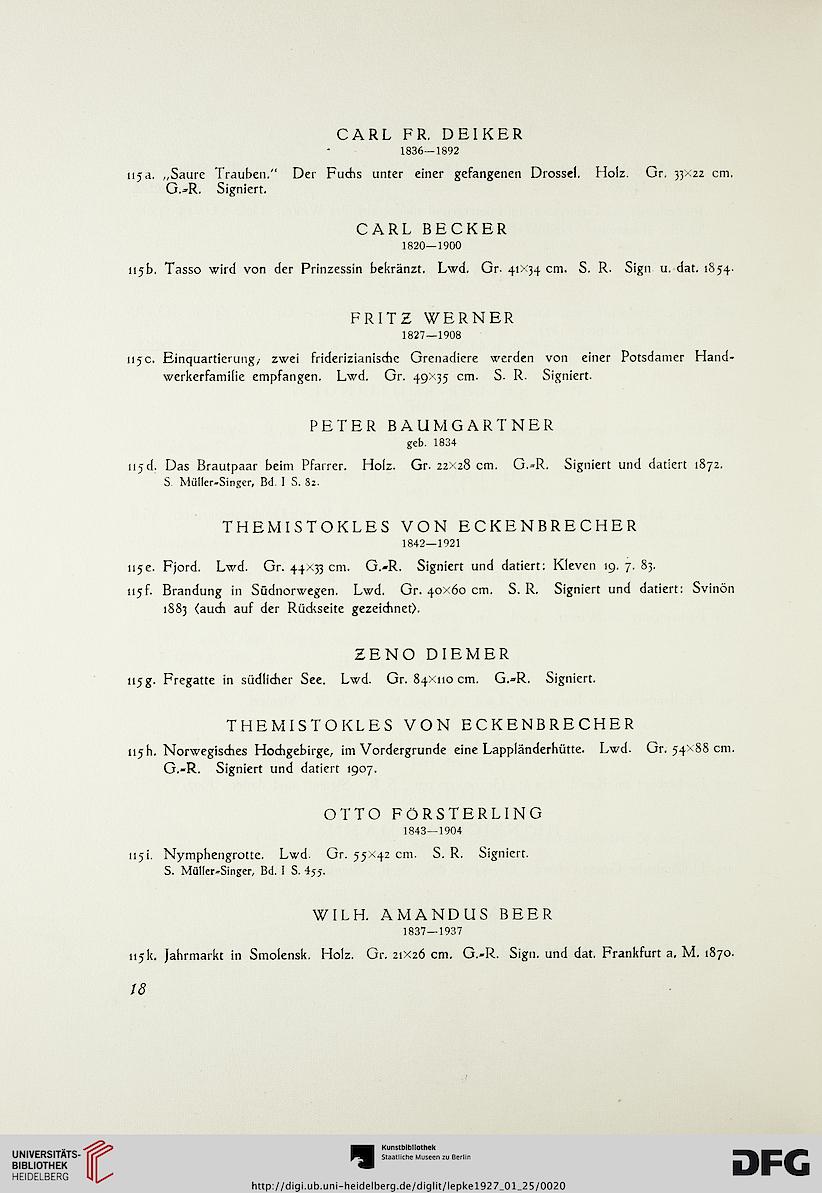 CARL FR. DEIKER
1836—1892
115a. „Saure Trauben." Der Fuchs unter einer gefangenen Drossel. Holz. Gr. 33×22 cm.
G.-R. Signiert.
CARL BECKER
1820—1900
115b. Tasso wird von der Prinzessin bekränzt. Lwd. Gr. 41×34 cm. S. R. Sign u. dat. 1854.
FRITZ WERNER
1827—1908
115c. Einquartierung; zwei friderizianische Grenadiere werden von einer Potsdamer Hand-
werkerfamilie empfangen. Lwd. Gr. 49×35 cm. S. R. Signiert.
PETER BAUMGARTNER
geb. 1834
115d. Das Brautpaar beim Pfarrer. Holz. Gr. 22×28 cm. G.-R. Signiert und datiert 1872.
S. Müller-Singer, Bd. I S. 82.
THEMISTOKLES VON ECKENBRECHER
1842—1921
115e. Fjord. Lwd. Gr. 44×33 cm. G.-R. Signiert und datiert: Kleven 19. 7. 83.
115f. Brandung in Südnorwegen. Lwd. Gr. 40×60 cm. S. R. Signiert und datiert: Svinön
1883 (auch auf der Rückseite gezeichnet).
ZENO DIEMER
115g. Fregatte in südlicher See. Lwd. Gr. 84×110 cm. G.-R. Signiert.
THEMISTOKLES VON ECKENBRECHER
115h. Norwegisches Hochgebirge, im Vordergrunde eine Lappländerhütte. Lwd. Gr. 54×88 cm.
G.-R. Signiert und datiert 1907.
OTTO FÖRSTERLING
1843—1904
115i. Nymphengrotte. Lwd. Gr. 55×42 cm. S. R. Signiert.
S. Müller-Singer, Bd. I S. 455.
WILH. AMANDUS BEER
1837—1937
115k. Jahrmarkt in Smolensk. Holz. Gr. 21×26 cm. G.-R. Sign. und dat. Frankfurt a. M. 1870.
18
UNIVERSITÄTS-
BIBLIOTHEK
HEIDELBERG
Kunstbibliothek
Staatliche Museen zu Berlin
DFG
http://digi.ub.uni-heidelberg.de/diglit/lepke1927_01_25/0020